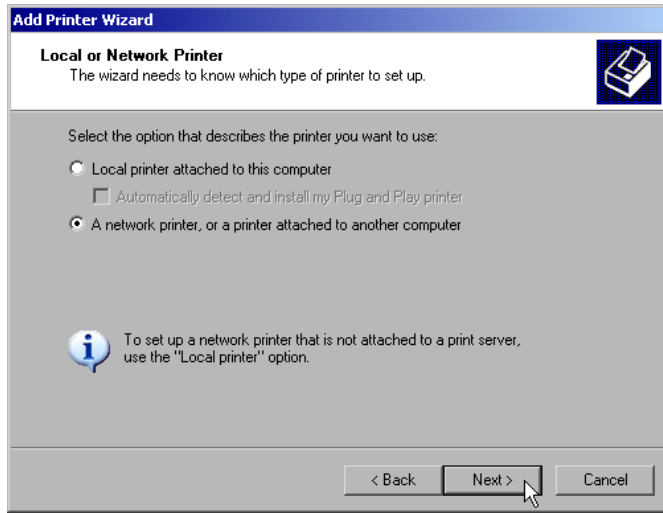 Add Printer Wizard
Local or Network Printer
The wizard needs to know which type of printer to set up.
Select the option that describes the printer you want to use:
Local printer attached to this computer
Automatically detect and install my Plug and Play printer
A network printer, or a printer attached to another computer
To set up a network printer that is not attached to a print server,
use the "Local printer" option.
< Back Next > Cancel